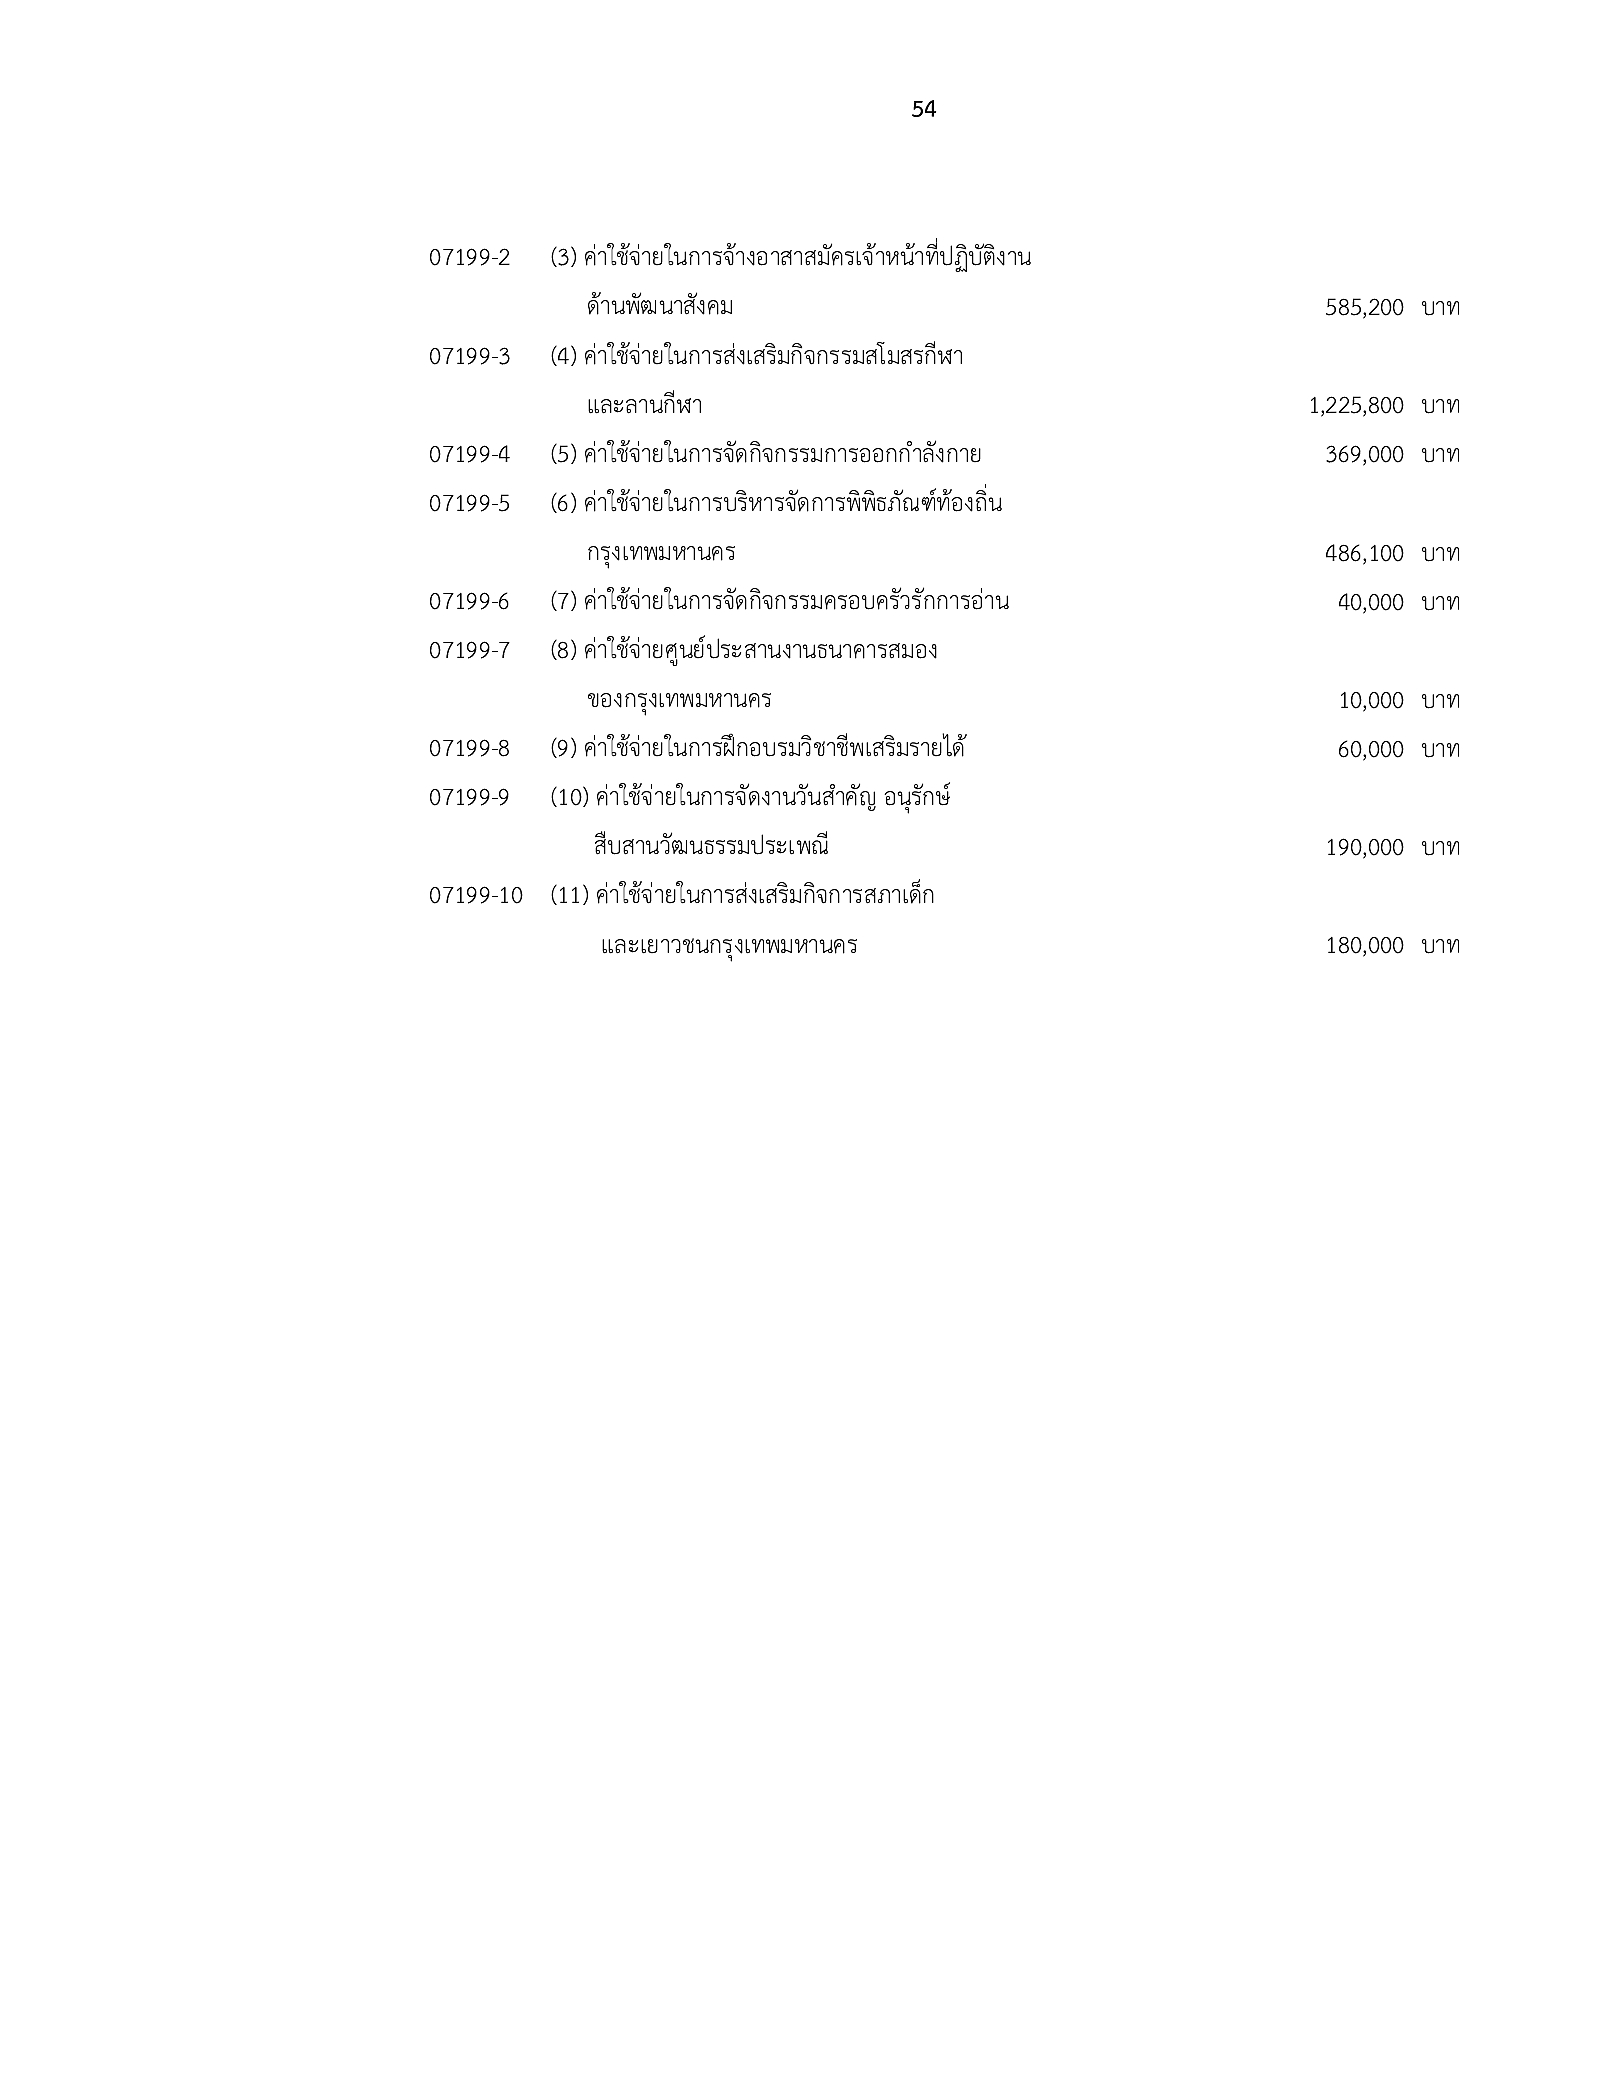 54
07199-2 (3) ค่าใช้จ่ายในการจ้างอาสาสมัครเจ้าหน้าที่ปฏิบัติงาน
ด้านพัฒนาสังคม 585,200 บาท
07199-3 (4) ค่าใช้จ่ายในการส่งเสริมกิจกรรมสโมสรกีฬา
และลานกีฬา 1,225,800 บาท
07199-4 (5) ค่าใช้จ่ายในการจัดกิจกรรมการออกกำลังกาย 369,000 บาท
07199-5 (6) ค่าใช้จ่ายในการบริหารจัดการพิพิธภัณฑ์ท้องถิ่น
กรุงเทพมหานคร 486,100 บาท
07199-6 (7) ค่าใช้จ่ายในการจัดกิจกรรมครอบครัวรักการอ่าน 40,000 บาท
07199-7 (8) ค่าใช้จ่ายศูนย์ประสานงานธนาคารสมอง
ของกรุงเทพมหานคร 10,000 บาท
07199-8 (9) ค่าใช้จ่ายในการฝึกอบรมวิชาชีพเสริมรายได้ 60,000 บาท
07199-9 (10) ค่าใช้จ่ายในการจัดงานวันสำคัญ อนุรักษ์
สืบสานวัฒนธรรมประเพณี 190,000 บาท
07199-10 (11) ค่าใช้จ่ายในการส่งเสริมกิจการสภาเด็ก
และเยาวชนกรุงเทพมหานคร 180,000 บาท